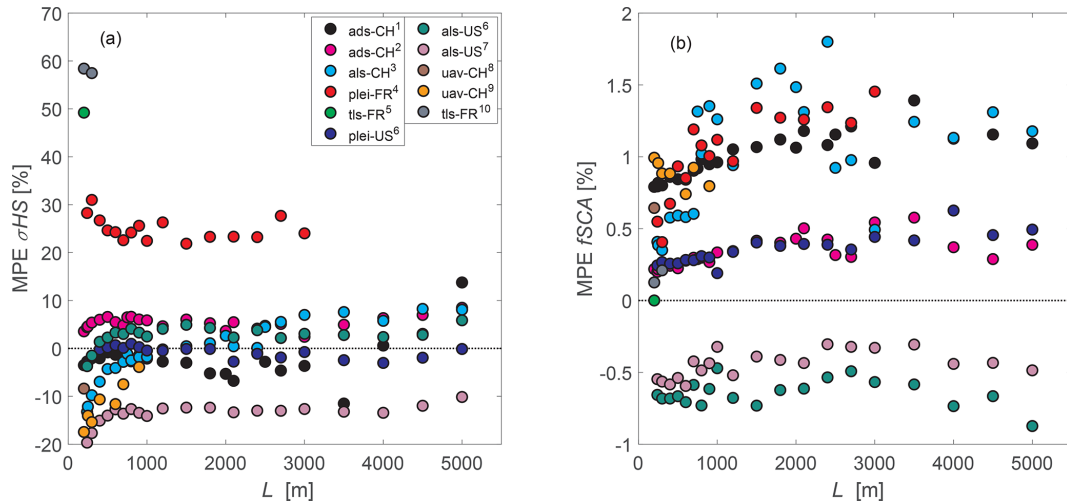 (a)
MPE σHS [%]
70
60
50
40
30
20
10
0
-10
-20
0
1000
2000
3000
4000
5000
L [m]
ads-CH1
ads-CH2
als-CH3
plei-FR4
tls-FR5
plei-US6
als-US6
als-US7
uav-CH8
uav-CH9
tls-FR10
(b)
MPE fSCA [%]
2
1.5
1
0.5
0
-0.5
-1
0
1000
2000
3000
4000
5000
L [m]